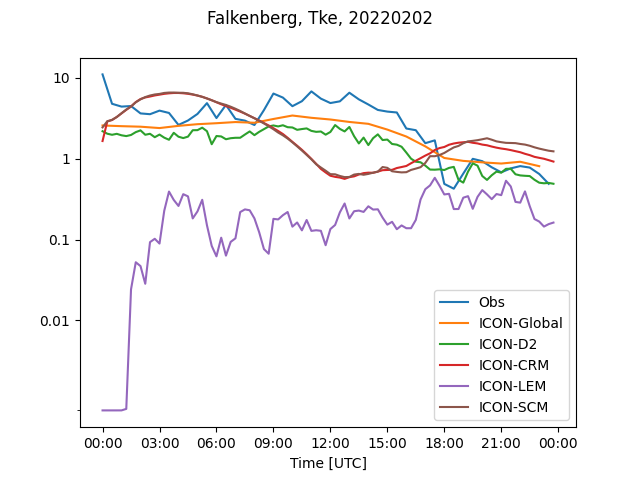 Falkenberg, Tke, 20220202
10
1
0.1
0.01
Obs
ICON-Global
ICON-D2
ICON-CRM
ICON-LEM
ICON-SCM
00:00 03:00 06:00 09:00 12:00 15:00 18:00 21:00 00:00
Time [UTC]